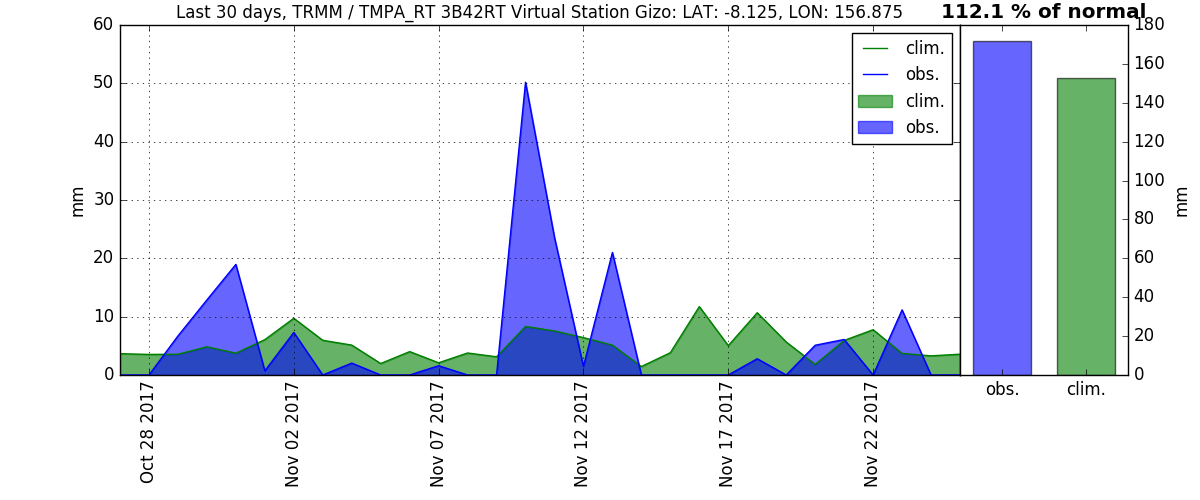 Last 30 days, TRMM / TMPA_RT 3B42RT Virtual Station Gizo: LAT: -8.125, LON: 156.875
112.1 % of normal
60
50
40
30
20
10
0
mm
clim.
obs.
clim.
obs.
180
160
140
120
100
80
60
40
20
0
mm
obs.
clim.
Oct 28 2017
Nov 02 2017
Nov 07 2017
Nov 12 2017
Nov 17 2017
Nov 22 2017